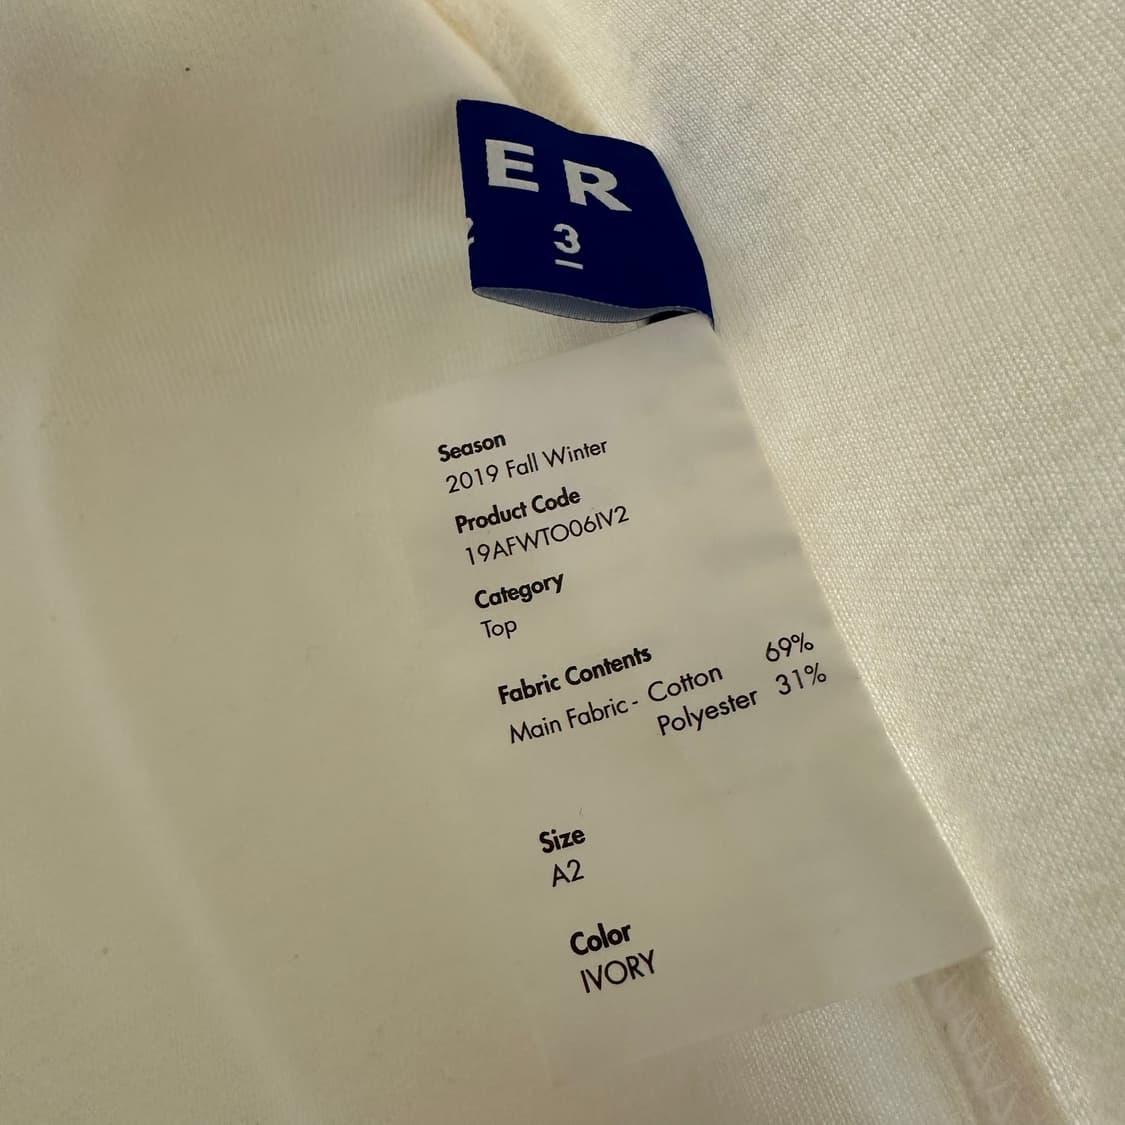 ER
3
Season
2019 Fall Winter
Product Code
19AFWTO06IV2
Category
Top
Fabric Contents
Main Fabric - Cotton 69%
Polyester 31%
Size
A2
Color
IVORY